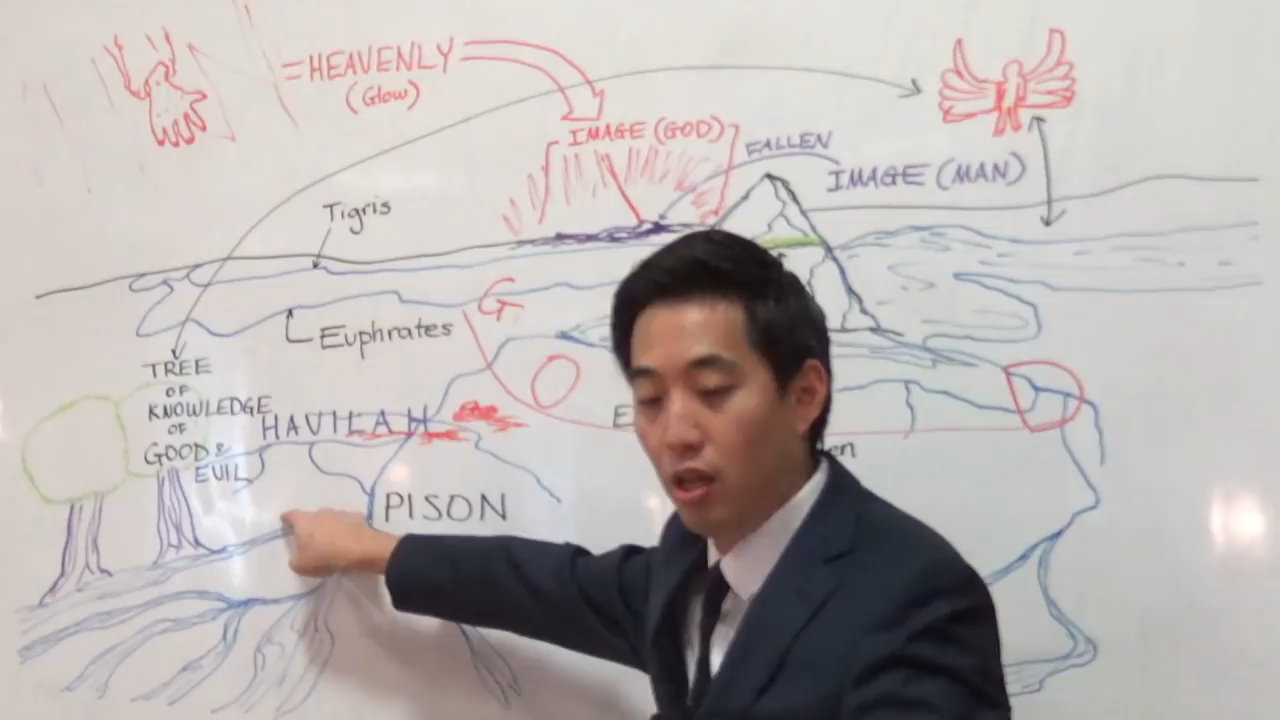 = HEAVENLY
(Glow)
IMAGE (GOD)
FALLEN
IMAGE (MAN)
Tigris
G
Euphrates
TREE
OF
KNOWLEDGE
OF
GOOD &
EVIL
HAVILAH
PISON